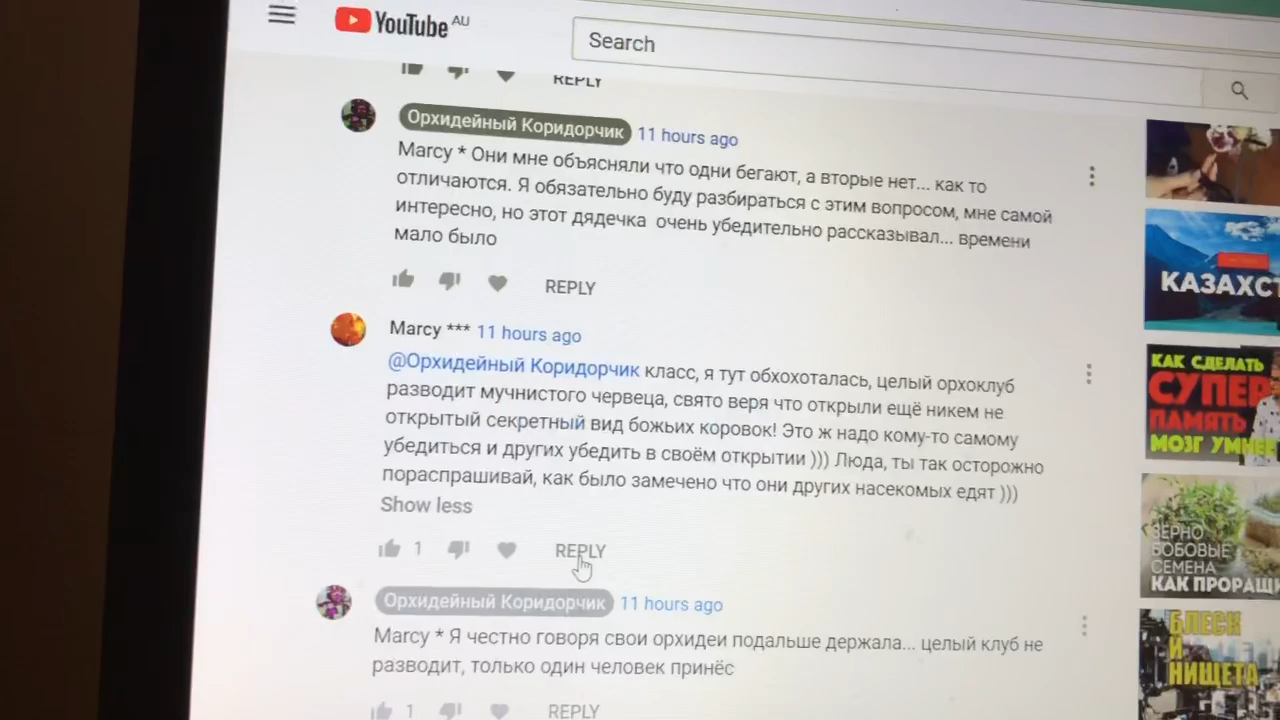 YouTube AU
Search
REPLY
Орхидейный Коридорчик 11 hours ago
Marcy * Они мне объясняли что одни бегают, а вторые нет... как то
отличаются. Я обязательно буду разбираться с этим вопросом, мне самой
интересно, но этот дядечка очень убедительно рассказывал... времени
мало было
REPLY
Marcy *** 11 hours ago
@Орхидейный Коридорчик класс, я тут обхохоталась, целый орхоклуб
разводит мучнистого червеца, свято веря что открыли ещё никем не
открытый секретный вид божьих коровок! Это ж надо кому-то самому
убедиться и других убедить в своём открытии ))) Люда, ты так осторожно
пораспрашивай, как было замечено что они других насекомых едят )))
Show less
1 REPLY
Орхидейный Коридорчик 11 hours ago
Marcy * Я честно говоря свои орхидеи подальше держала... целый клуб не
разводит, только один человек принёс
1 REPLY
КАЗАХСТ
КАК СДЕЛАТЬ
СУПЕР
ПАМЯТЬ
МОЗГ УМНЕЕ
ЗЕРНО
БОБОВЫЕ
СЕМЕНА
КАК ПРОРАЩИ
БЛЕСК
И
НИЩЕТА